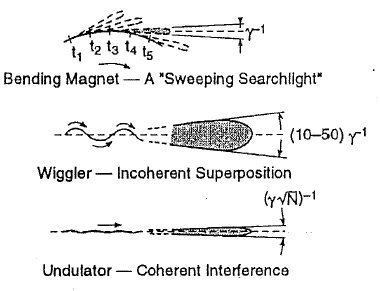 γ⁻¹
t₁ t₂ t₃ t₄ t₅
Bending Magnet — A "Sweeping Searchlight"
(10–50) γ⁻¹
Wiggler — Incoherent Superposition
(γ√N)⁻¹
Undulator — Coherent Interference